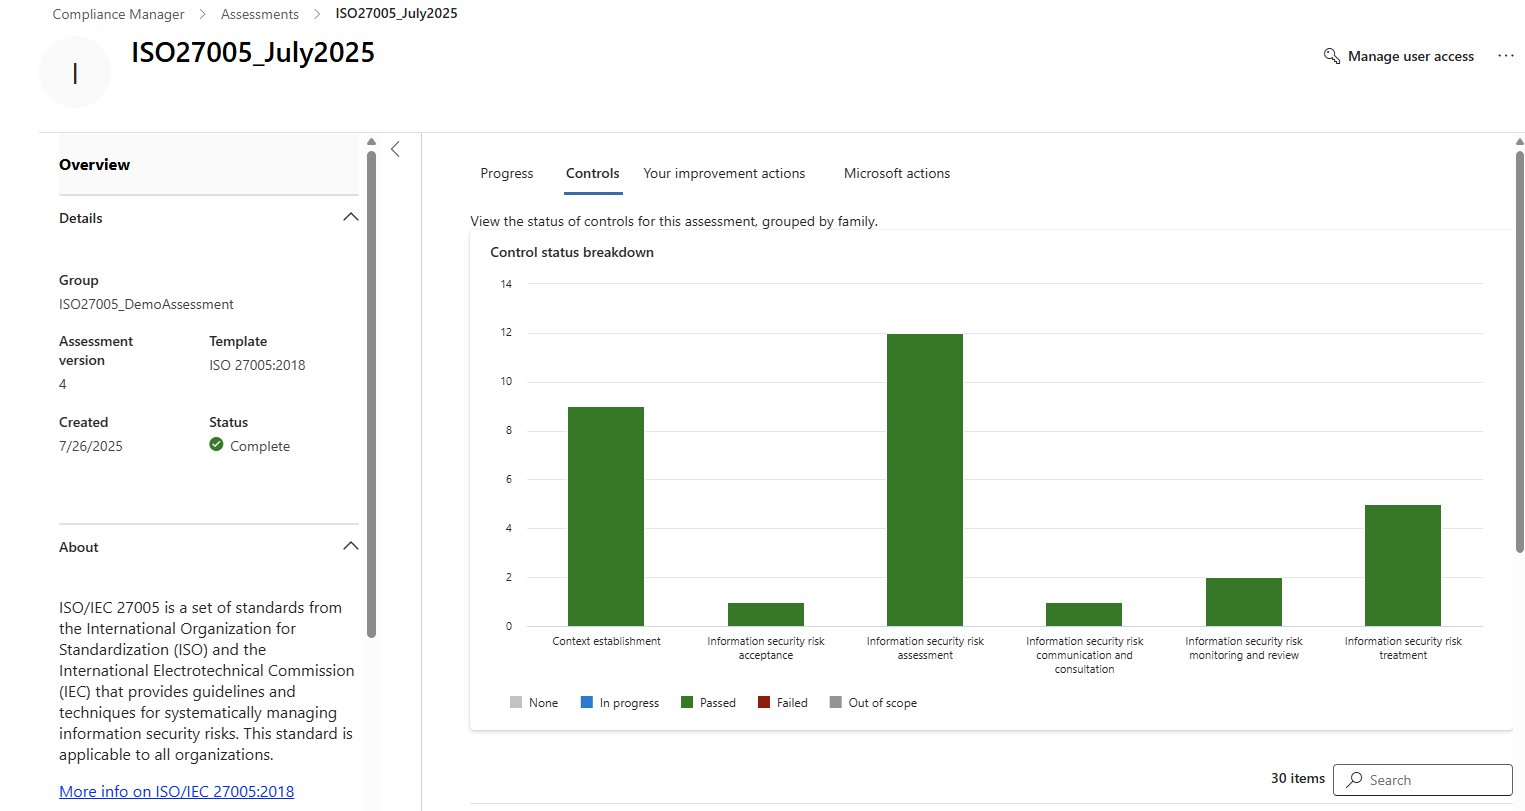 Compliance Manager > Assessments > ISO27005_July2025
I
ISO27005_July2025
Manage user access
Overview
Details
Group
ISO27005_DemoAssessment
Assessment version
Template
4
ISO 27005:2018
Created
Status
7/26/2025
Complete
About
ISO/IEC 27005 is a set of standards from
the International Organization for
Standardization (ISO) and the
International Electrotechnical Commission
(IEC) that provides guidelines and
techniques for systematically managing
information security risks. This standard is
applicable to all organizations.
More info on ISO/IEC 27005:2018
Progress Controls Your improvement actions Microsoft actions
View the status of controls for this assessment, grouped by family.
Control status breakdown
14
12
10
8
6
4
2
0
Context establishment
Information security risk
acceptance
Information security risk
assessment
Information security risk
communication and
consultation
Information security risk
monitoring and review
Information security risk
treatment
None In progress Passed Failed Out of scope
30 items Search